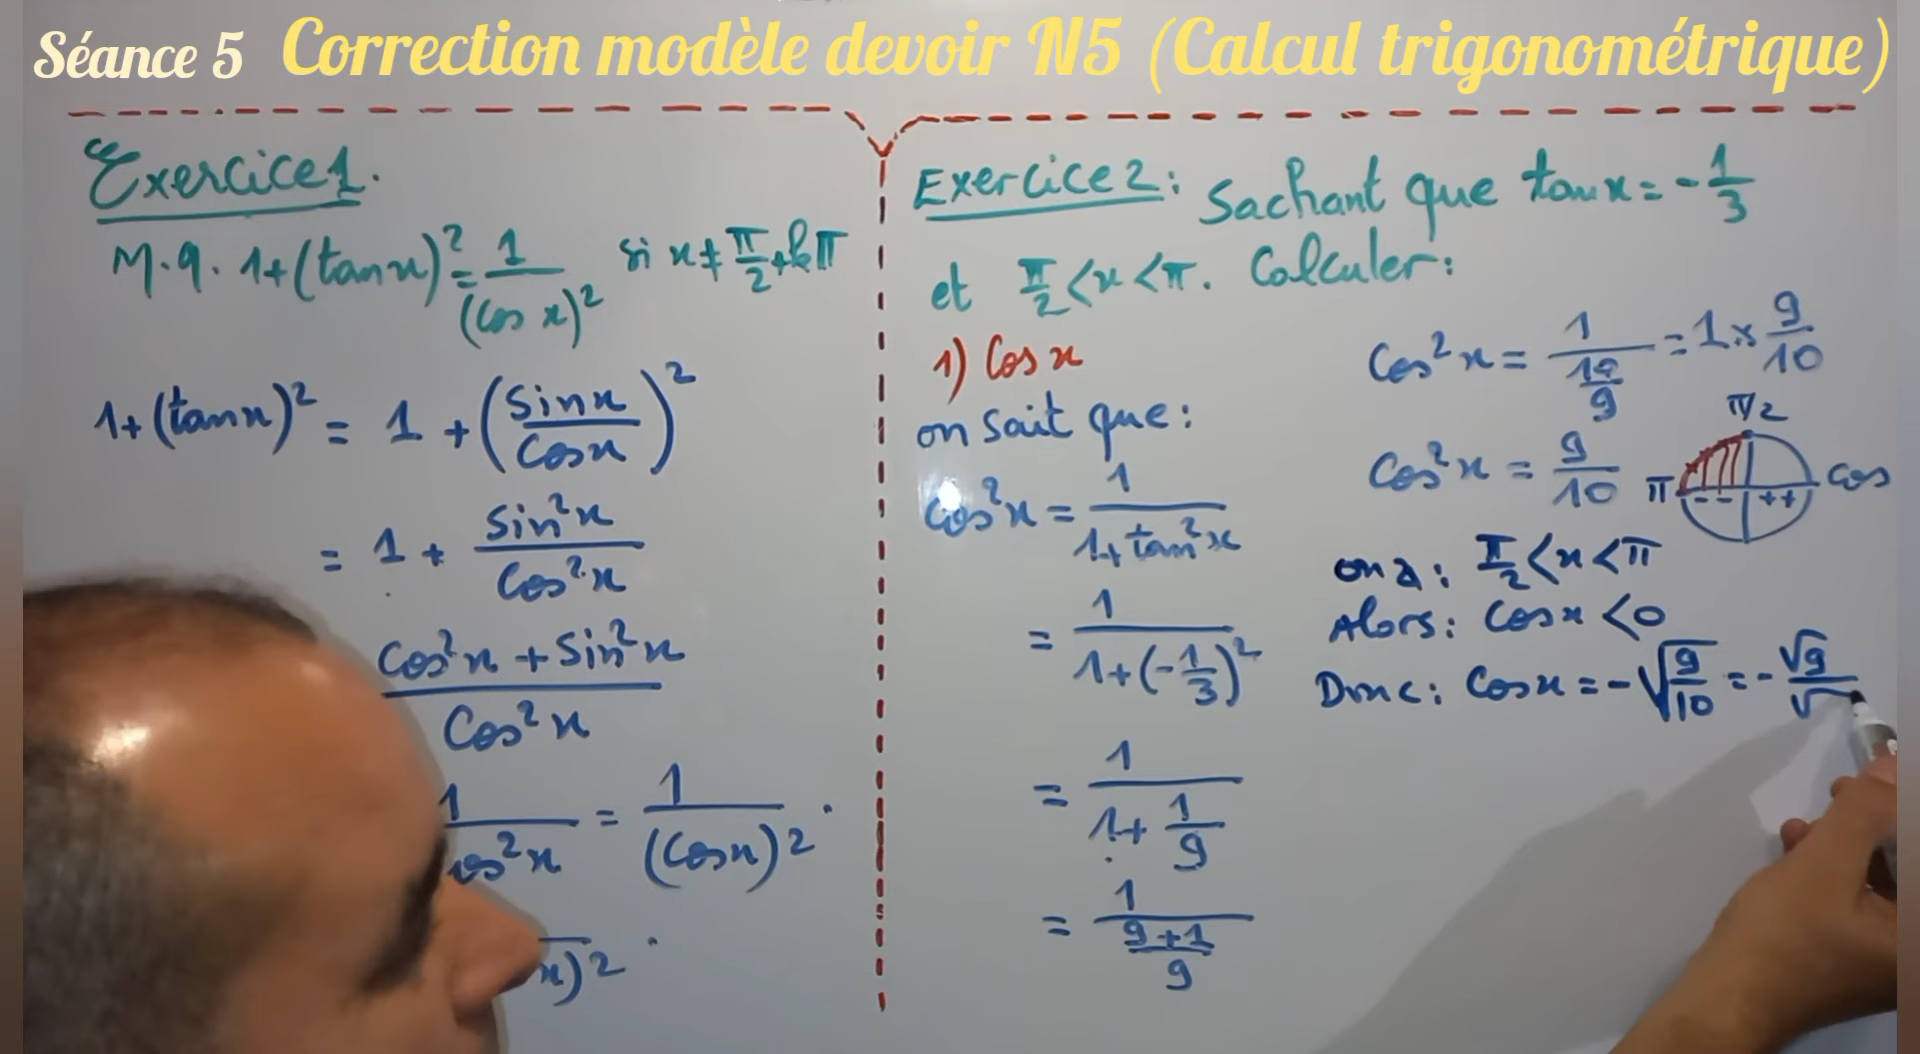 Séance 5 Correction modèle devoir N5 (Calcul trigonométrique)
Exercice 1.
M.q. 1+(tan x)² = 1/(cos x)² si x ≠ π/2 + kπ
1+(tan x)² = 1 + (sin x/cos x)²
= 1 + sin²x/cos²x
cos²x + sin²x/cos²x
1/os²x = 1/(cos x)² .
x)² .
Exercice 2 : Sachant que tan x = -1/3
et π/2 < x < π. Calculer :
1) cos x
on sait que :
cos²x = 1/1+tan²x
= 1/1+(-1/3)²
= 1/1+1/9
= 1/(9+1/9)
cos²x = 1/(10/9) = 1 x 9/10
cos²x = 9/10
π/2
π -- ++ cos
on a : π/2 < x < π
Alors : cos x < 0
Donc : cos x = -√(9/10) = -√9/√